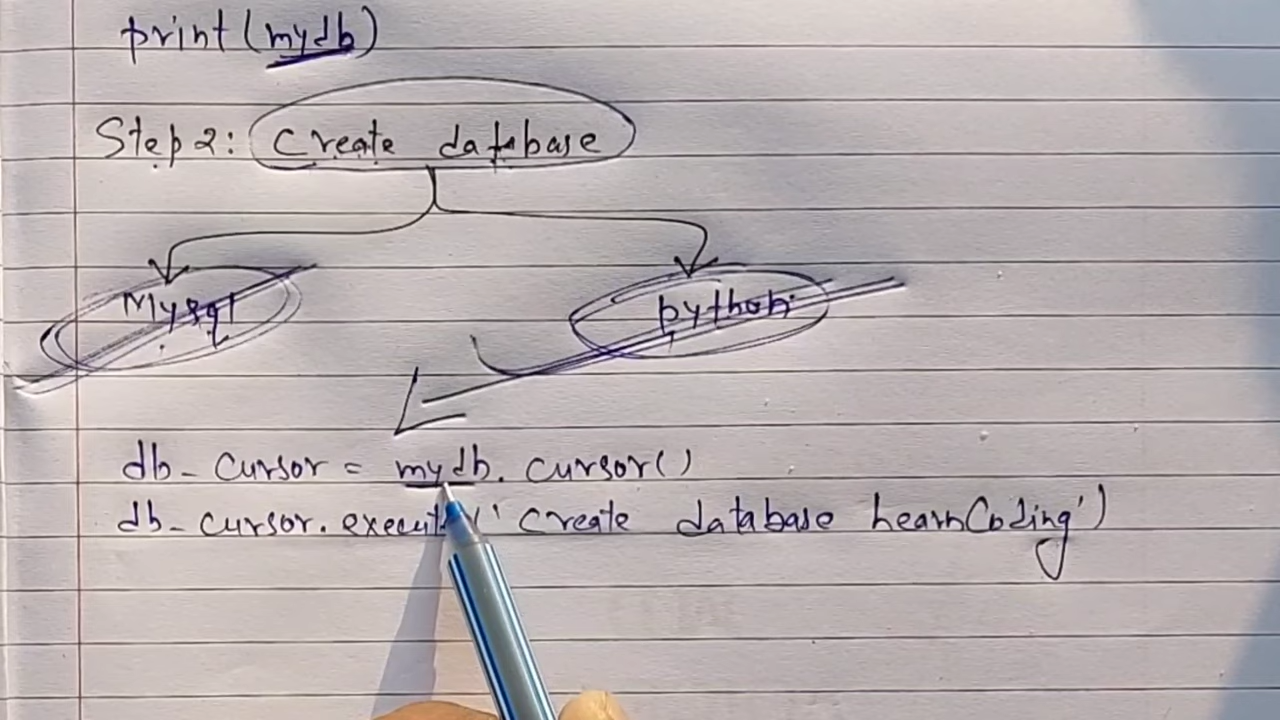 print(mydb)
Step 2: Create database
Mysql
python
db_cursor = mydb.cursor()
db_cursor.execute('create database learnCoding')